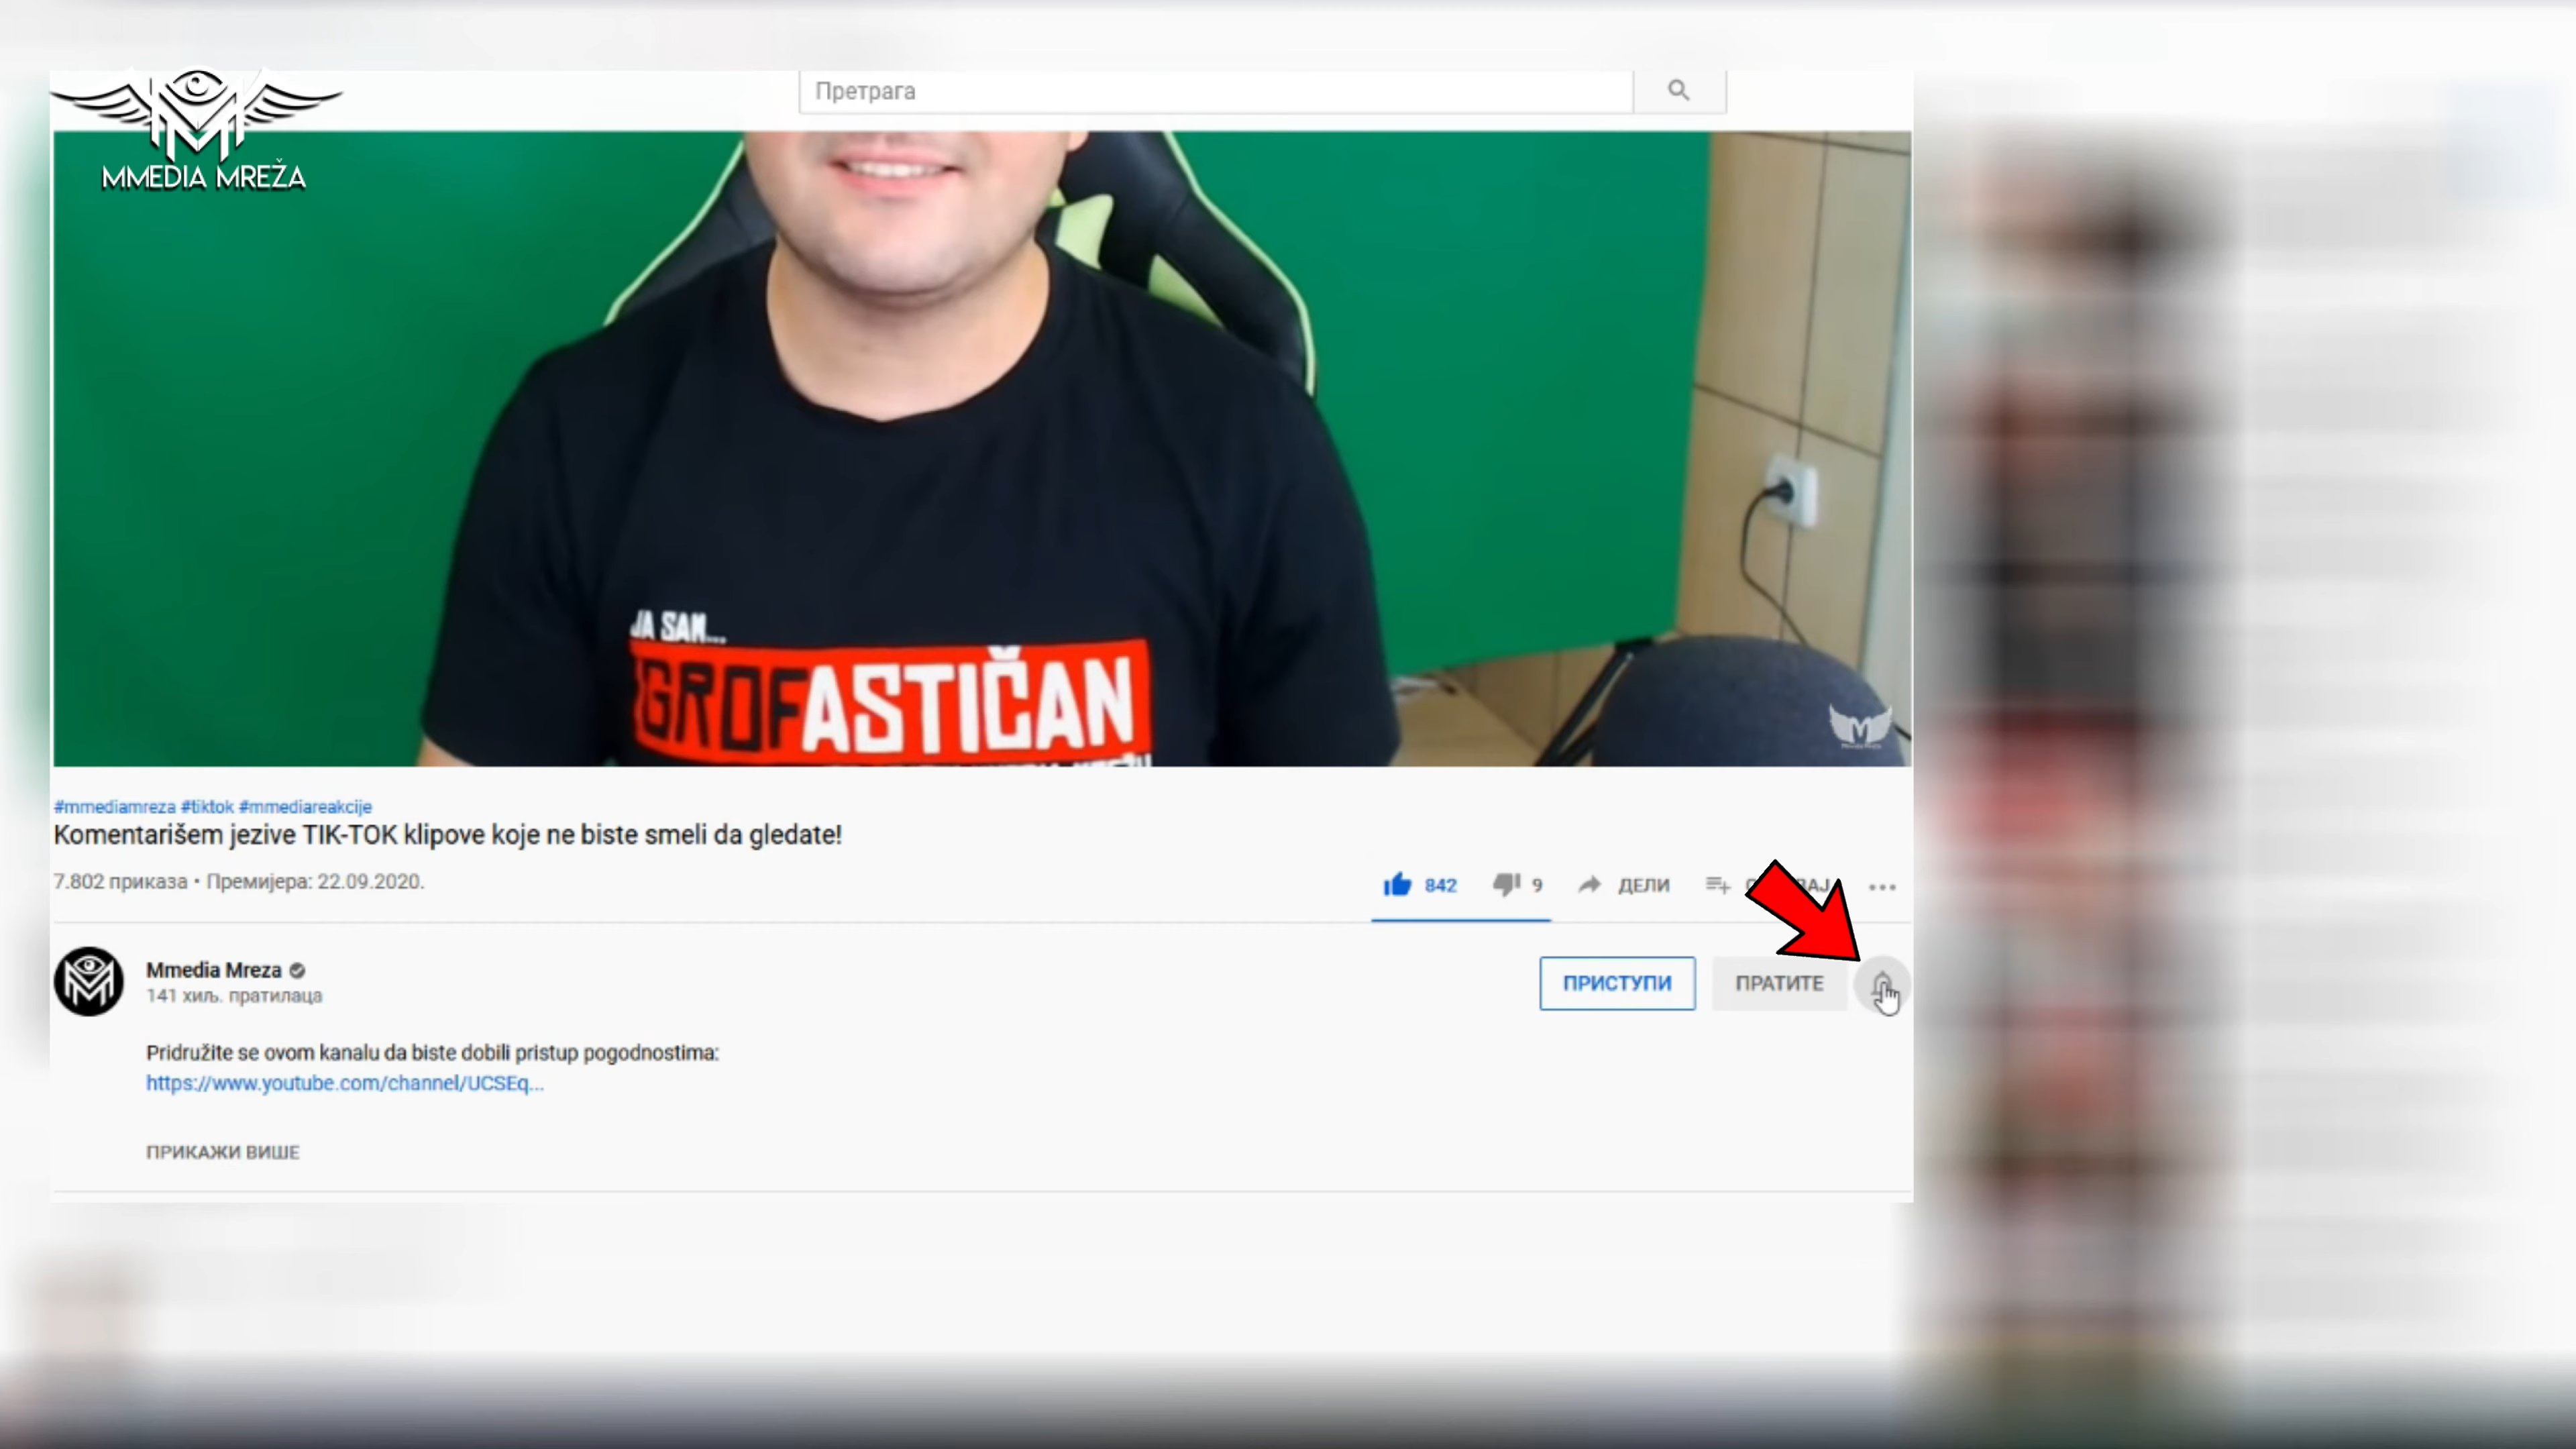 Претрага
MMEDIA MREŽA
JA SAM...
GROFASTIČAN
#mmediamreza #tiktok #mmediareakcije
Komentarišem jezive TIK-TOK klipove koje ne biste smeli da gledate!
7.802 приказа • Премијера: 22.09.2020.
842 9 ДЕЛИ
Mmedia Mreza
141 хиљ. пратилаца
ПРИСТУПИ ПРАТИТЕ
Pridružite se ovom kanalu da biste dobili pristup pogodnostima:
https://www.youtube.com/channel/UCSEq...
ПРИКАЖИ ВИШЕ